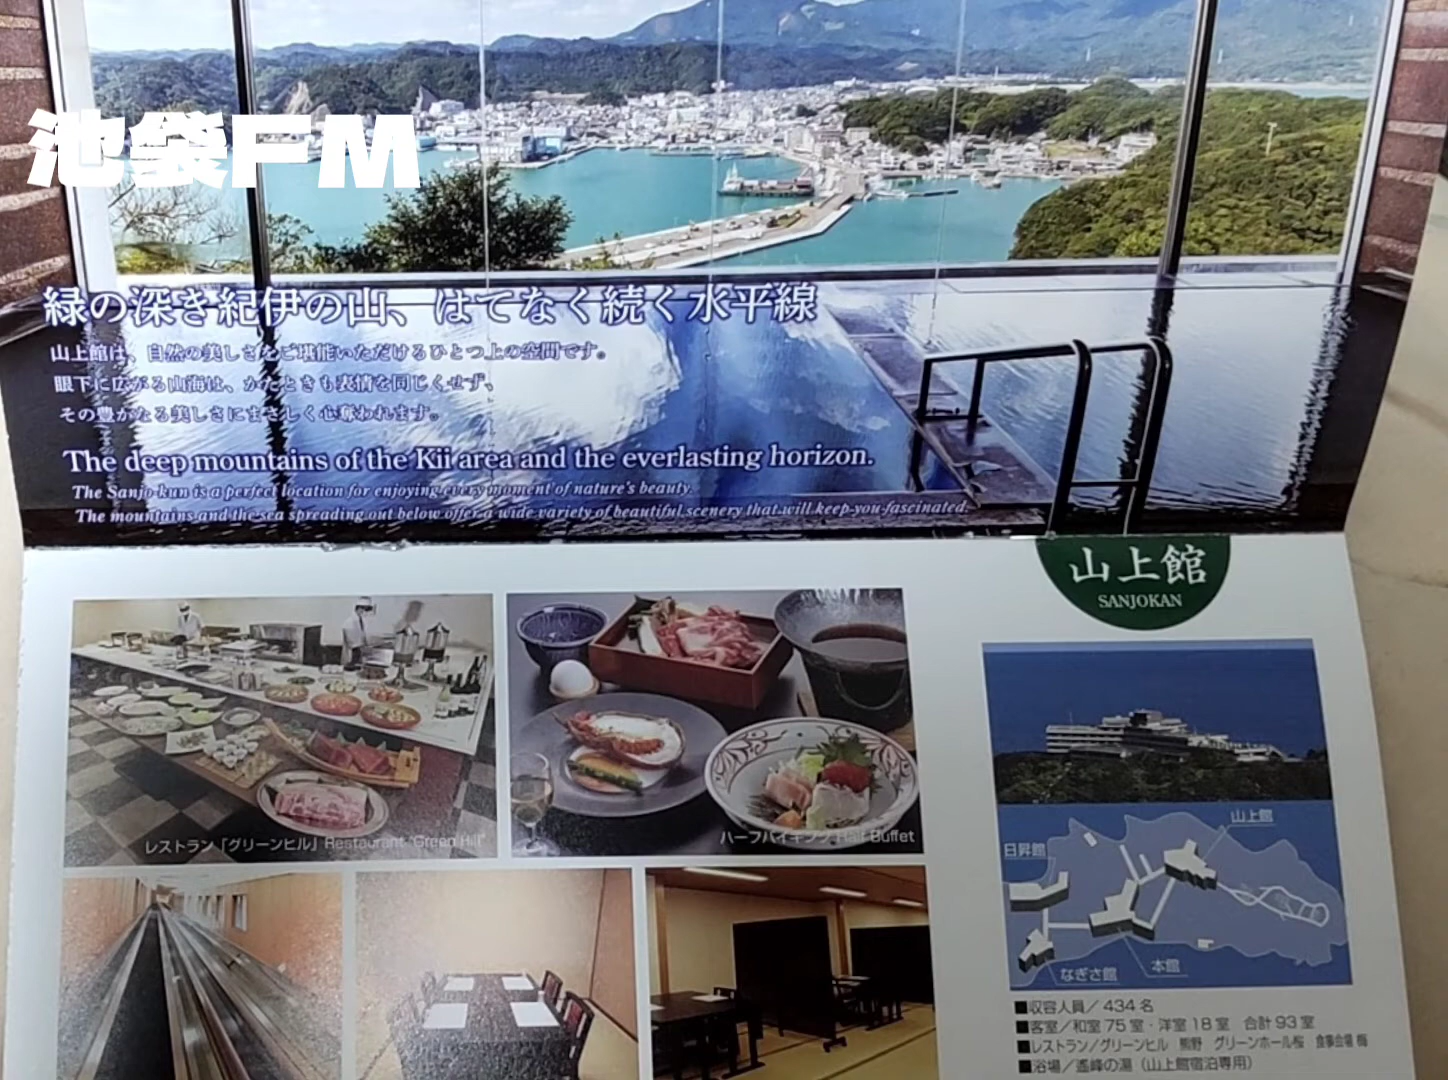 池袋FM
緑の深き紀伊の山、はてなく続く水平線
山上館は、自然の美しさをご堪能いただけるひとつ上の空間です。
眼下に広がる山海は、かたときも表情を同じくせず、
その豊かなる美しさにまさしく心奪われます。
The deep mountains of the Kii area and the everlasting horizon.
The Sanjo-kun is a perfect location for enjoying every moment of nature's beauty.
The mountains and the sea spreading out below offer a wide variety of beautiful scenery that will keep you fascinated.
山上館
SANJOKAN
レストラン「グリーンヒル」Restaurant "Green Hill"
ハーフバイキング Half Buffet
山上館
日昇館
なぎさ館
本館
■収容人員／ 434 名
■客室／和室 75 室・洋室 18 室 合計 93 室
■レストラン／グリーンヒル 熊野 グリーンホール桜 食事会場 梅
■浴場／遙峰の湯（山上館宿泊専用）